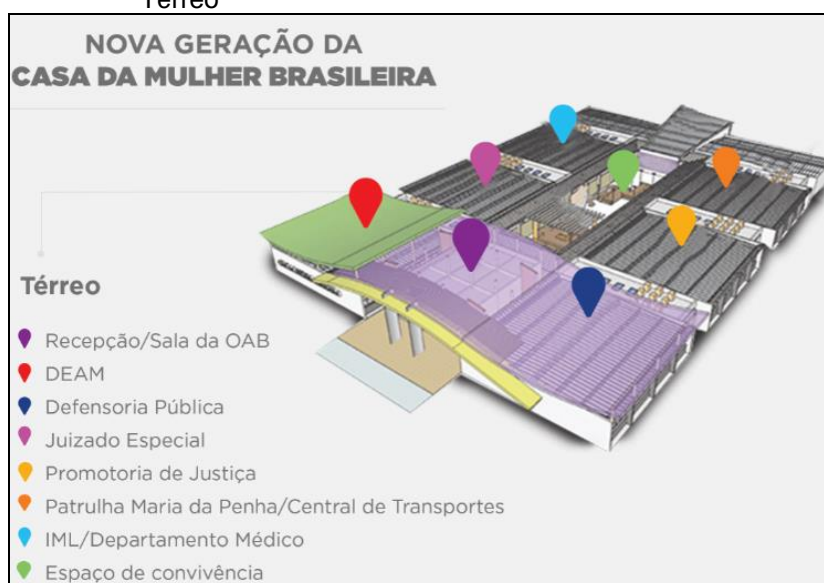 Térreo
NOVA GERAÇÃO DA
CASA DA MULHER BRASILEIRA
Térreo
Recepção/Sala da OAB
DEAM
Defensoria Pública
Juizado Especial
Promotoria de Justiça
Patrulha Maria da Penha/Central de Transportes
IML/Departamento Médico
Espaço de convivência